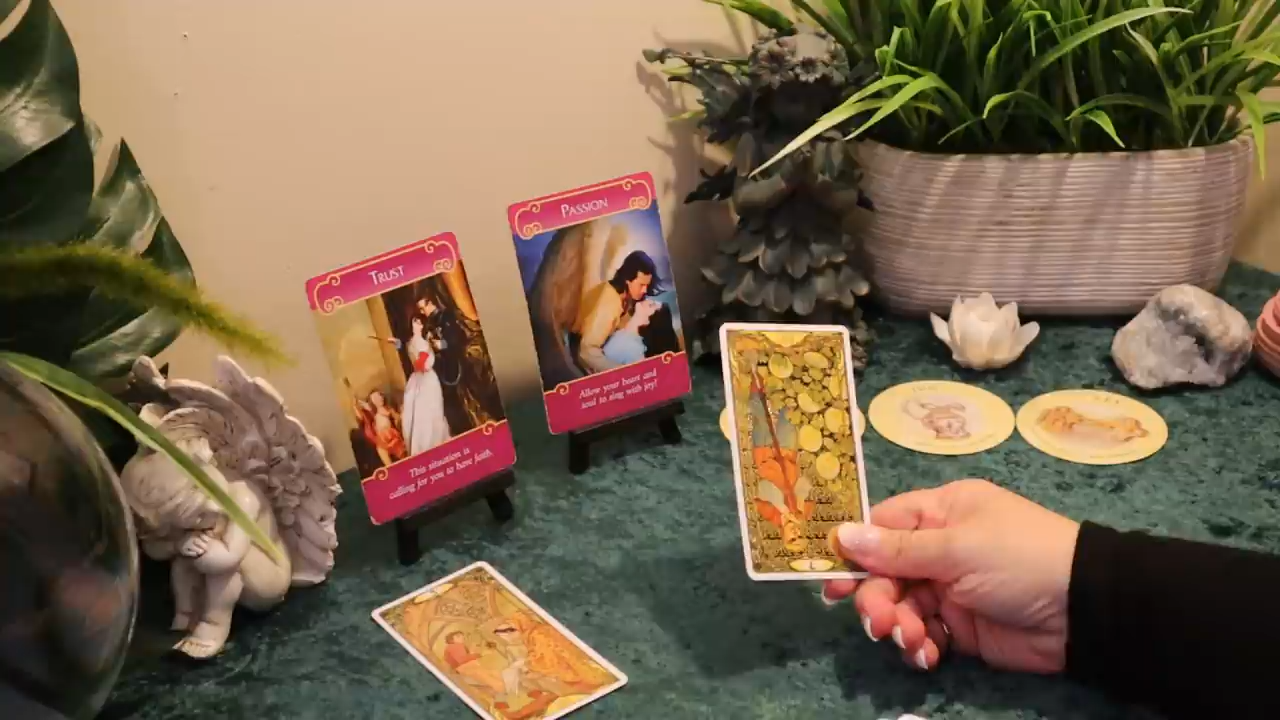 TRUST
This situation is
calling for you to have faith.
PASSION
Allow your heart and
soul to sing with joy!